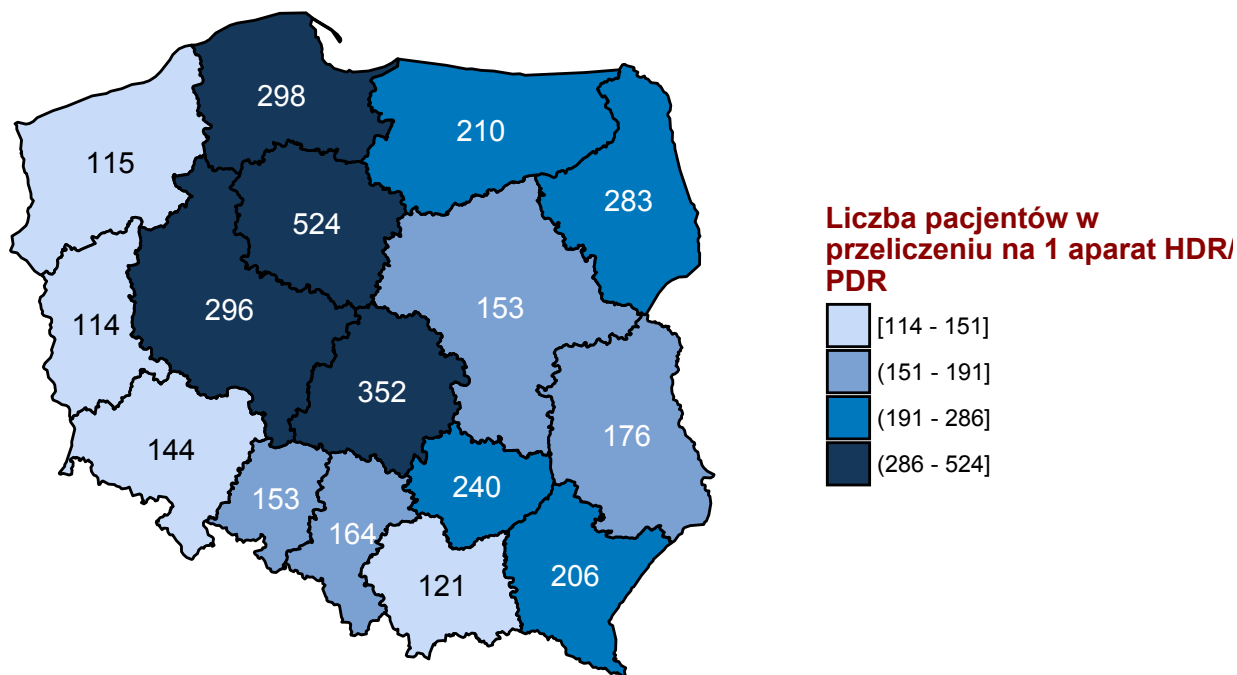 298
210
115
283
524
153
296
114
352
176
144
240
153
164
206
121
Liczba pacjentów w
przeliczeniu na 1 aparat HDR/
PDR
[114 - 151]
(151 - 191]
(191 - 286]
(286 - 524]